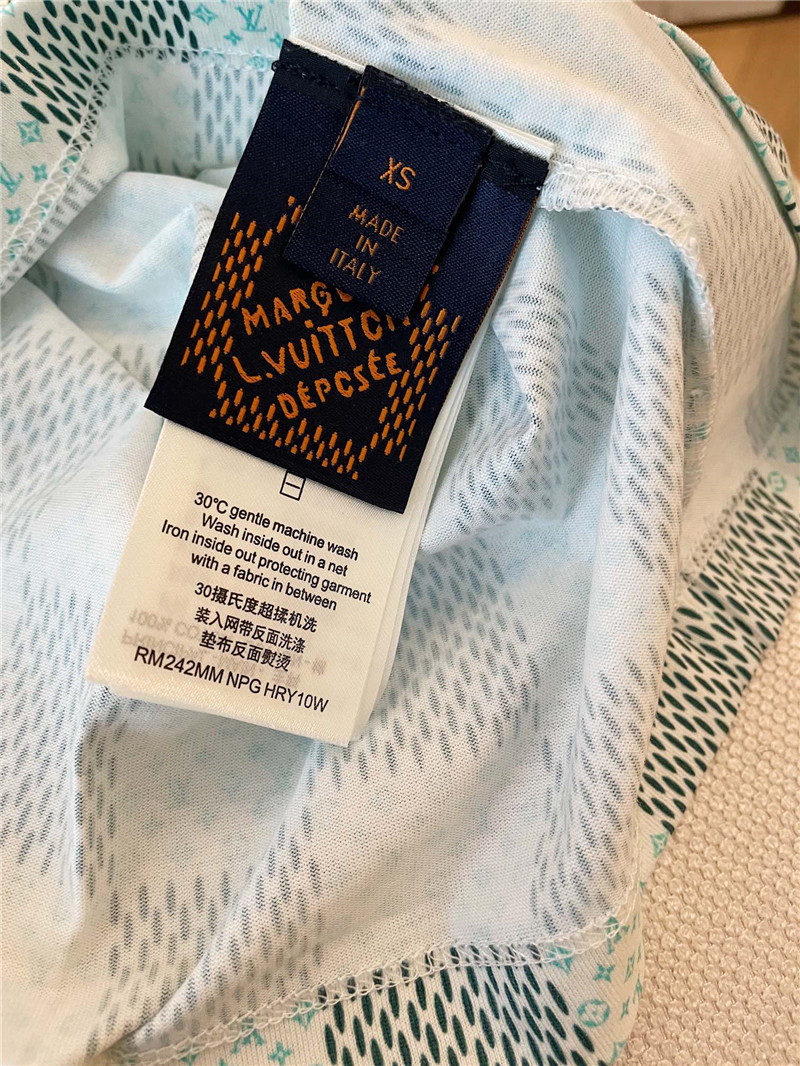 XS
MADE
IN
ITALY
L.VUITTON
DÉPOSÉE
30°C gentle machine wash
Wash inside out in a net
Iron inside out protecting garment
with a fabric in between
30摄氏度超揉机洗
装入网带反面洗涤
垫布反面熨烫
RM242MM NPG HRY10W